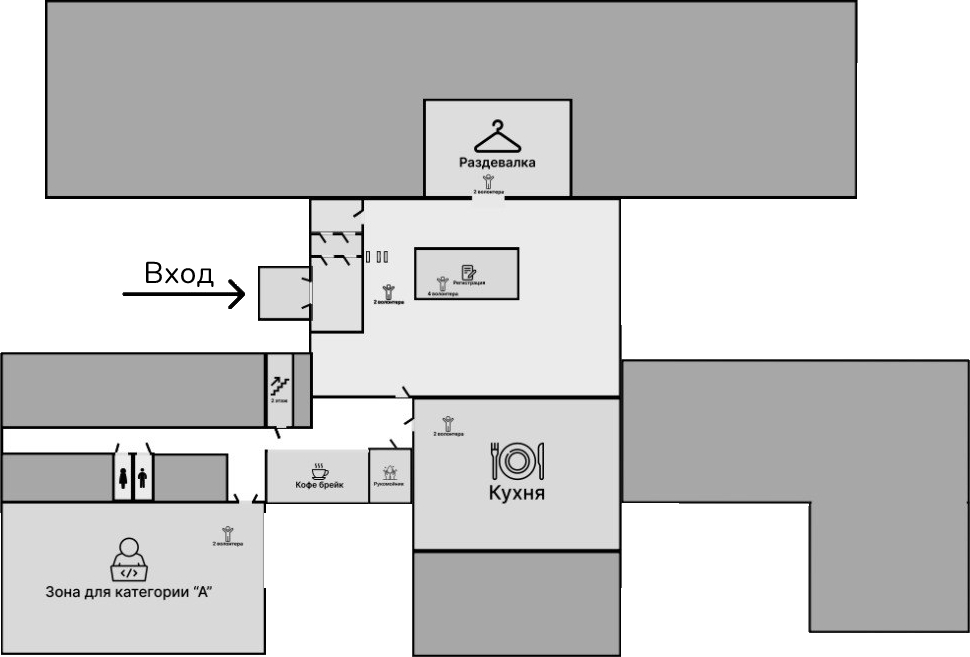 Раздевалка
2 волонтера
Вход
Регистрация
4 волонтера
2 волонтера
2 этаж
2 волонтера
Кухня
Кофе брейк
Рукомойник
2 волонтера
</>
Зона для категории “А”